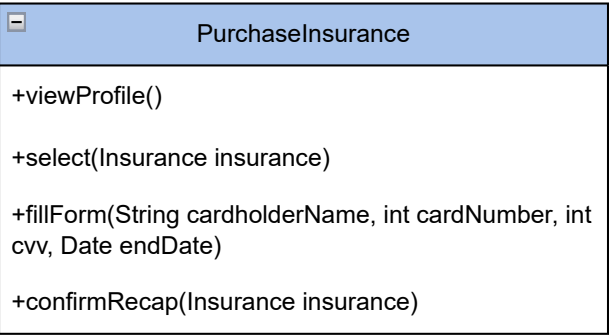 PurchaseInsurance
+viewProfile()
+select(Insurance insurance)
+fillForm(String cardholderName, int cardNumber, int
cvv, Date endDate)
+confirmRecap(Insurance insurance)